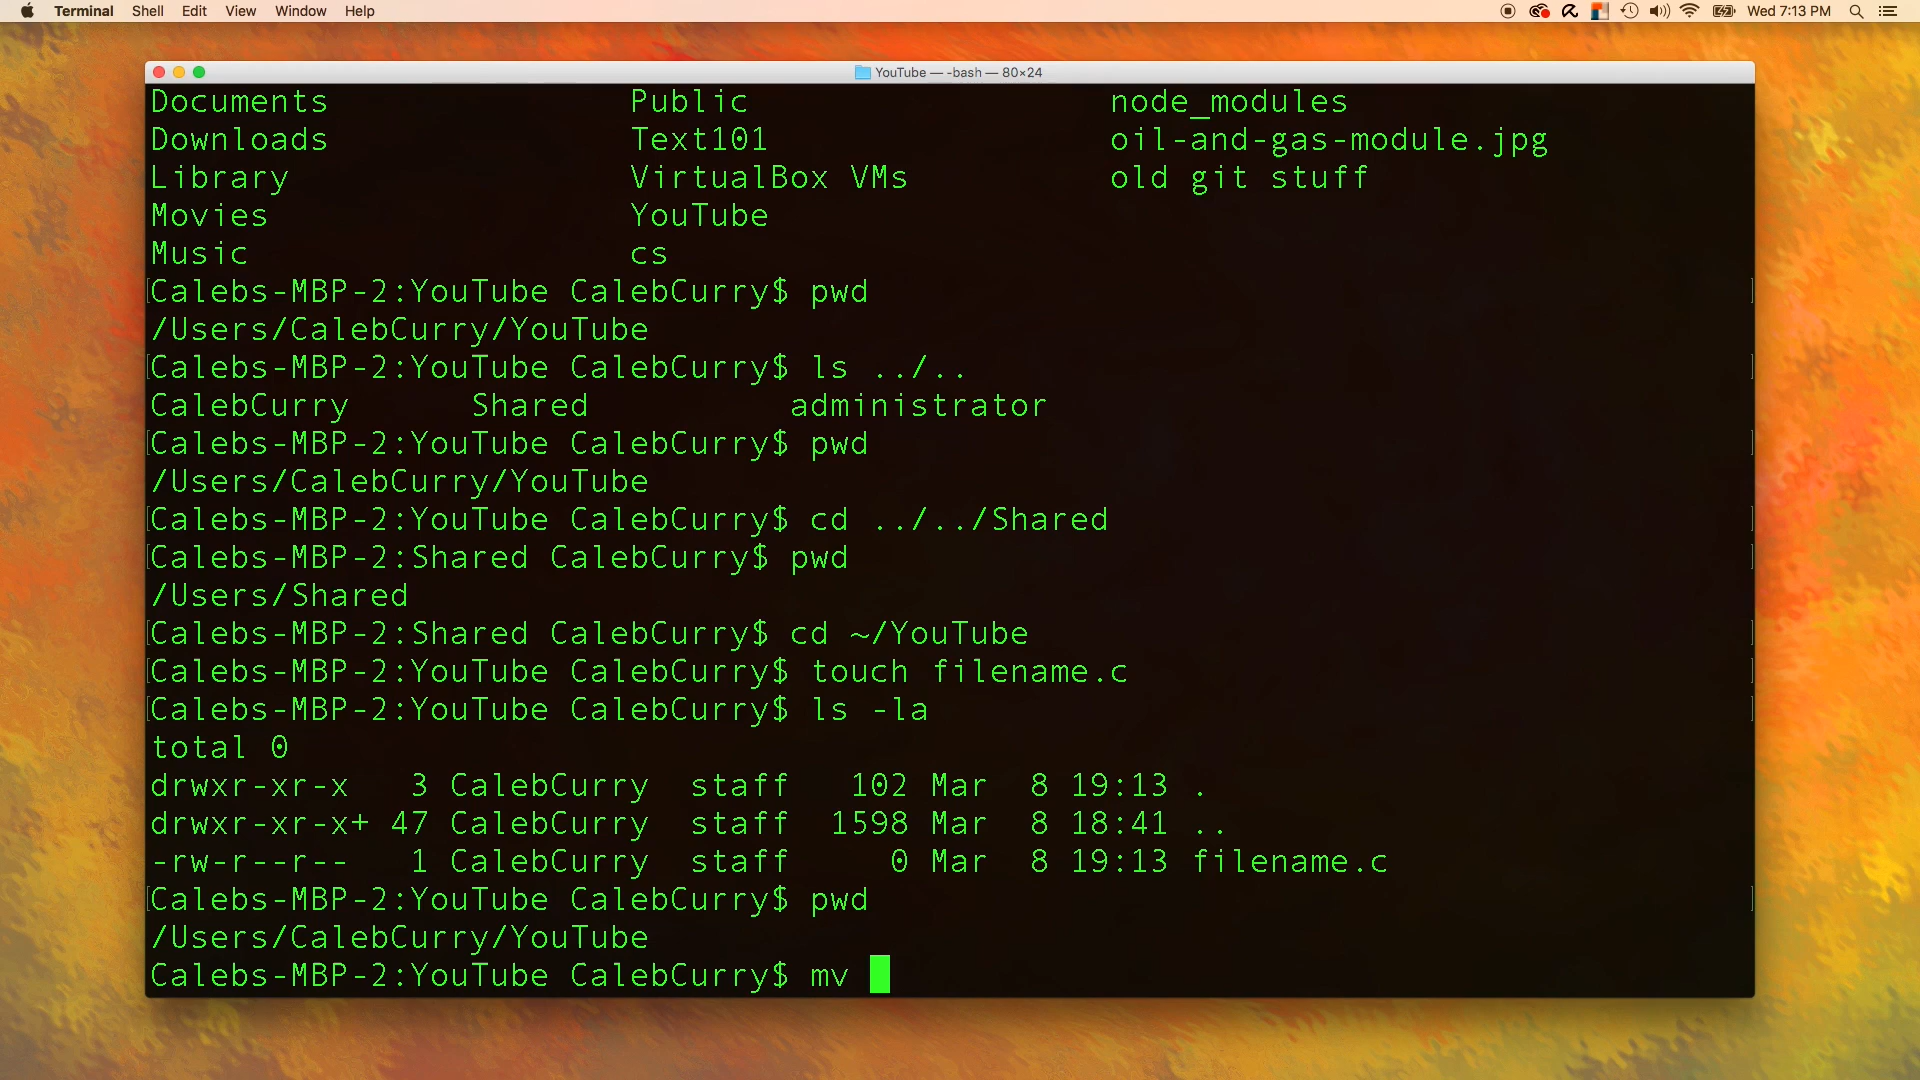 Terminal Shell Edit View Window Help Wed 7:13 PM
YouTube — -bash — 80×24
Documents Public node_modules
Downloads Text101 oil-and-gas-module.jpg
Library VirtualBox VMs old git stuff
Movies YouTube
Music cs
Calebs-MBP-2:YouTube CalebCurry$ pwd
/Users/CalebCurry/YouTube
Calebs-MBP-2:YouTube CalebCurry$ ls ../..
CalebCurry Shared administrator
Calebs-MBP-2:YouTube CalebCurry$ pwd
/Users/CalebCurry/YouTube
Calebs-MBP-2:YouTube CalebCurry$ cd ../../Shared
Calebs-MBP-2:Shared CalebCurry$ pwd
/Users/Shared
Calebs-MBP-2:Shared CalebCurry$ cd ~/YouTube
Calebs-MBP-2:YouTube CalebCurry$ touch filename.c
Calebs-MBP-2:YouTube CalebCurry$ ls -la
total 0
drwxr-xr-x 3 CalebCurry staff 102 Mar 8 19:13 .
drwxr-xr-x+ 47 CalebCurry staff 1598 Mar 8 18:41 ..
-rw-r--r-- 1 CalebCurry staff 0 Mar 8 19:13 filename.c
Calebs-MBP-2:YouTube CalebCurry$ pwd
/Users/CalebCurry/YouTube
Calebs-MBP-2:YouTube CalebCurry$ mv